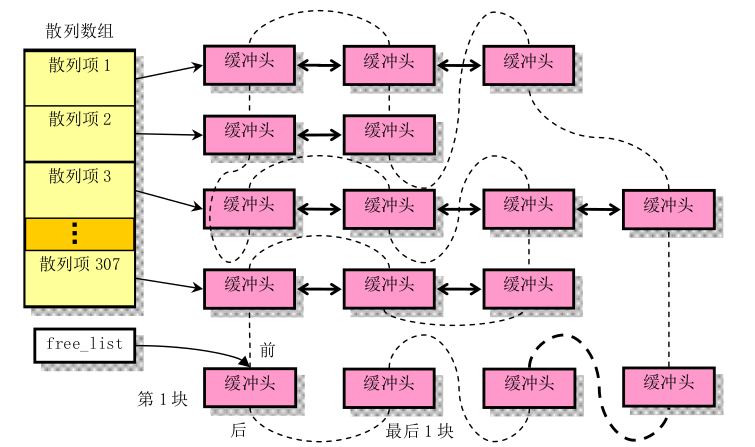 散列数组
散列项 1
缓冲头 缓冲头 缓冲头
散列项 2
缓冲头 缓冲头
散列项 3
缓冲头 缓冲头 缓冲头 缓冲头
⋮
散列项 307
缓冲头 缓冲头 缓冲头
free_list
前
第 1 块
缓冲头 缓冲头 缓冲头 缓冲头
后
最后 1 块